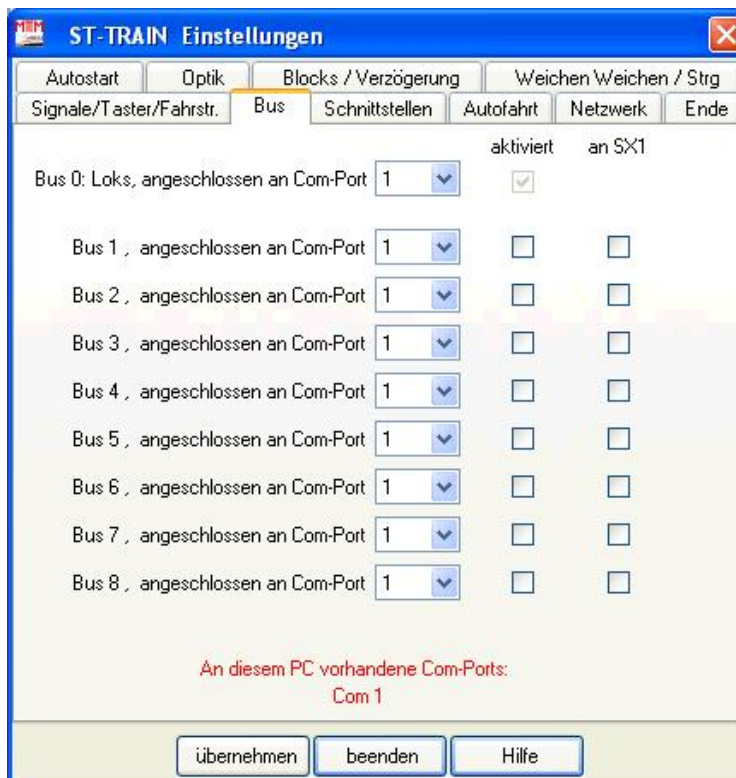 MEM
ST-TRAIN Einstellungen
Autostart Optik Blocks / Verzögerung Weichen Weichen / Strg
Signale/Taster/Fahrstr. Bus Schnittstellen Autofahrt Netzwerk Ende
aktiviert an SX1
Bus 0: Loks, angeschlossen an Com-Port 1
Bus 1 , angeschlossen an Com-Port 1
Bus 2 , angeschlossen an Com-Port 1
Bus 3 , angeschlossen an Com-Port 1
Bus 4 , angeschlossen an Com-Port 1
Bus 5 , angeschlossen an Com-Port 1
Bus 6 , angeschlossen an Com-Port 1
Bus 7 , angeschlossen an Com-Port 1
Bus 8 , angeschlossen an Com-Port 1
An diesem PC vorhandene Com-Ports:
Com 1
übernehmen beenden Hilfe